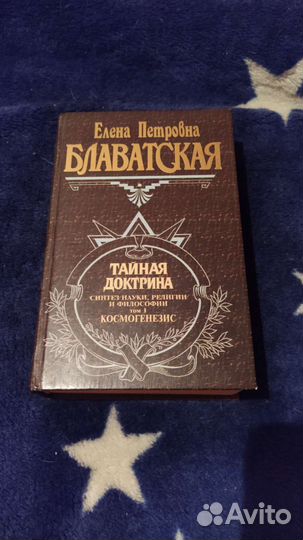 Елена Петровна
БЛАВАТСКАЯ
ТАЙНАЯ
ДОКТРИНА
СИНТЕЗ НАУКИ, РЕЛИГИИ
И ФИЛОСОФИИ
ТОМ I
КОСМОГЕНЕЗИС
Avito